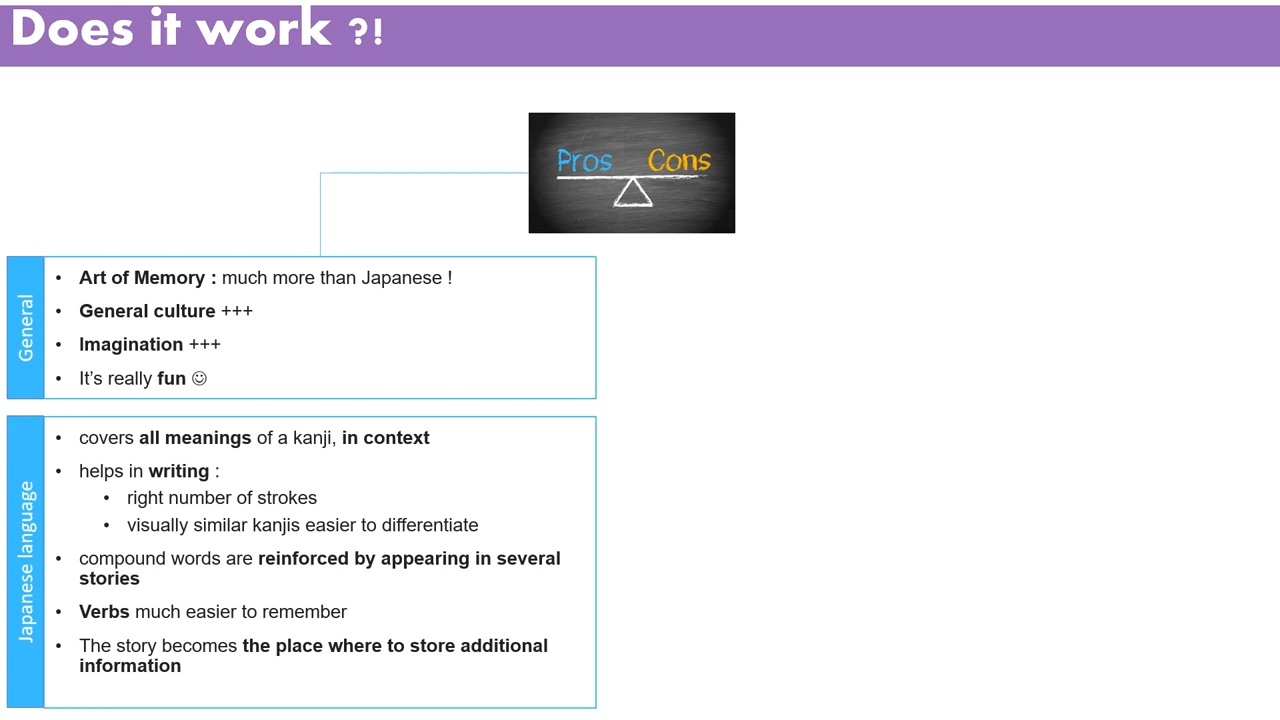 Does it work ?!
Pros Cons
General
• Art of Memory : much more than Japanese !
• General culture +++
• Imagination +++
• It’s really fun ☺
Japanese language
• covers all meanings of a kanji, in context
• helps in writing :
• right number of strokes
• visually similar kanjis easier to differentiate
• compound words are reinforced by appearing in several
stories
• Verbs much easier to remember
• The story becomes the place where to store additional
information